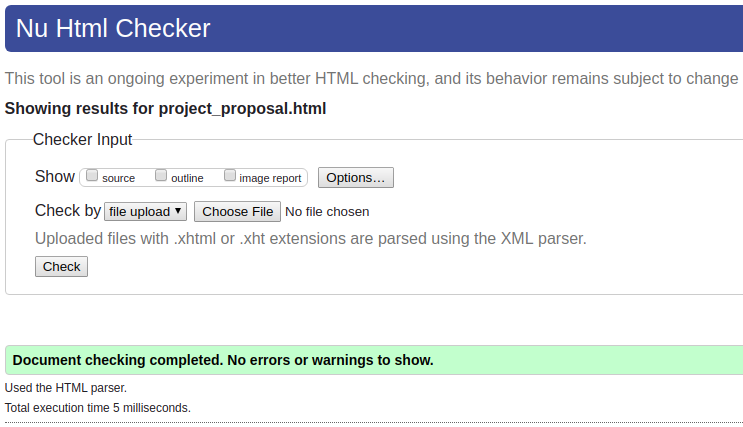 Nu Html Checker
This tool is an ongoing experiment in better HTML checking, and its behavior remains subject to change
Showing results for project_proposal.html
Checker Input
Show source outline image report Options...
Check by file upload Choose File No file chosen
Uploaded files with .xhtml or .xht extensions are parsed using the XML parser.
Check
Document checking completed. No errors or warnings to show.
Used the HTML parser.
Total execution time 5 milliseconds.